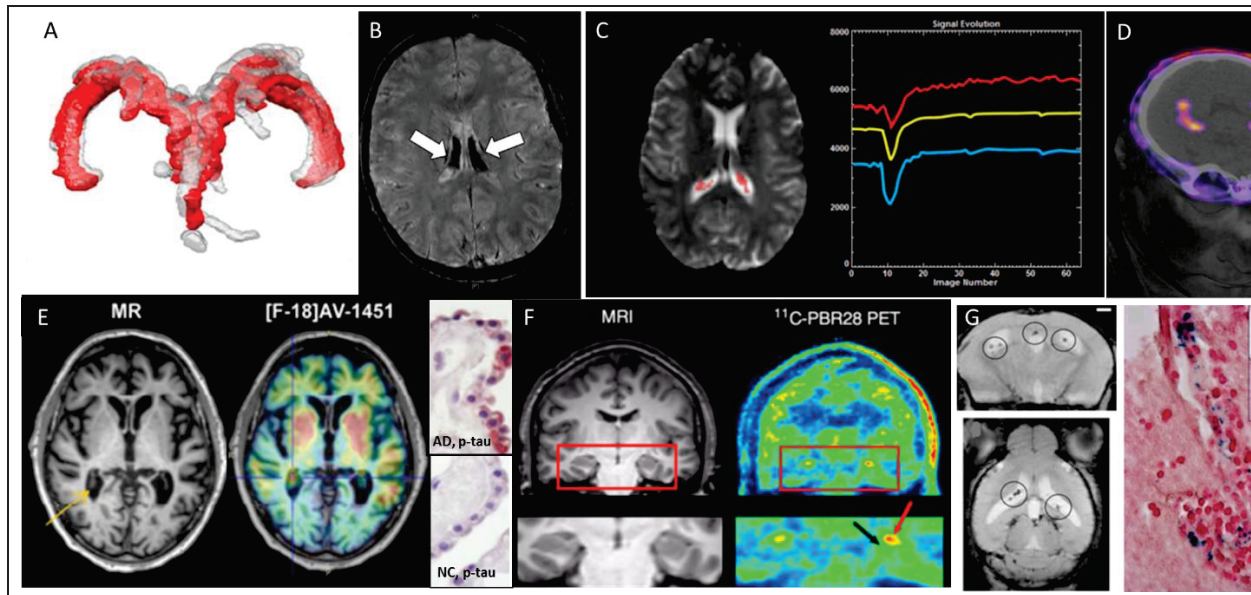 A
B
C
Signal Evolution
8000
6000
4000
2000
0
0 10 20 30 40 50 60
Image Number
D
E
MR
[F-18]AV-1451
AD, p-tau
NC, p-tau
F
MRI
¹¹C-PBR28 PET
G